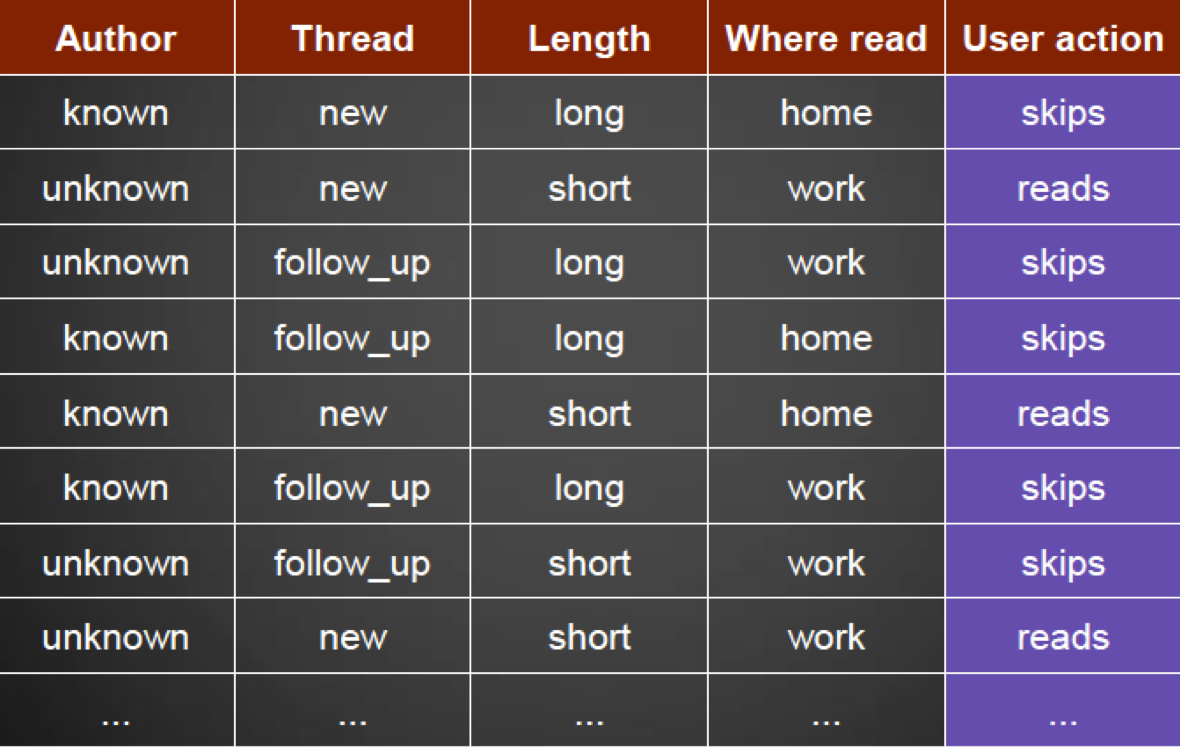 Author Thread Length Where read User action
known new long home skips
unknown new short work reads
unknown follow_up long work skips
known follow_up long home skips
known new short home reads
known follow_up long work skips
unknown follow_up short work skips
unknown new short work reads
... ... ... ... ...